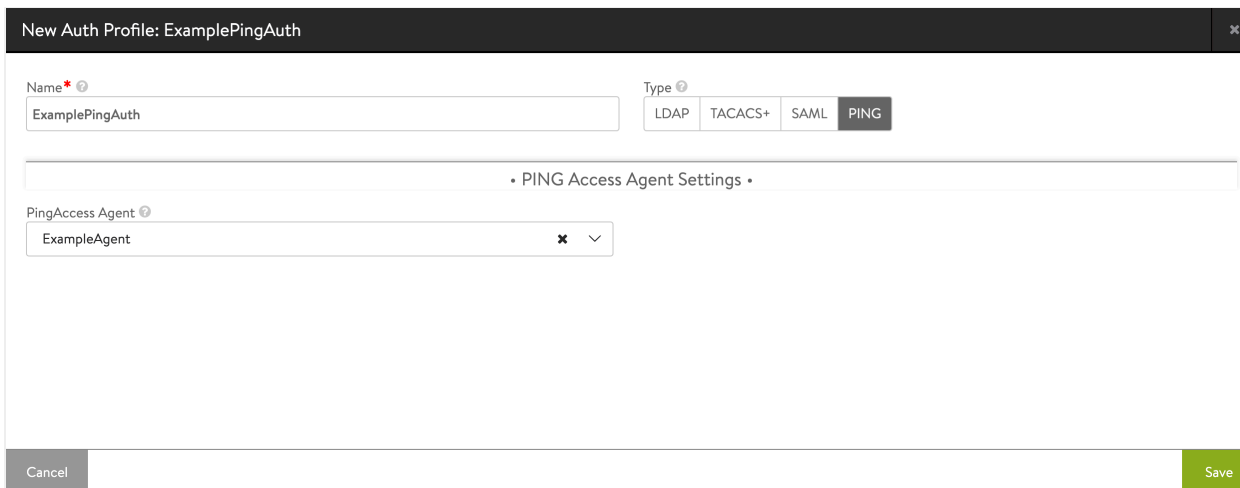 New Auth Profile: ExamplePingAuth
Name*
Type
ExamplePingAuth
LDAP TACACS+ SAML PING
• PING Access Agent Settings •
PingAccess Agent
ExampleAgent
Cancel
Save